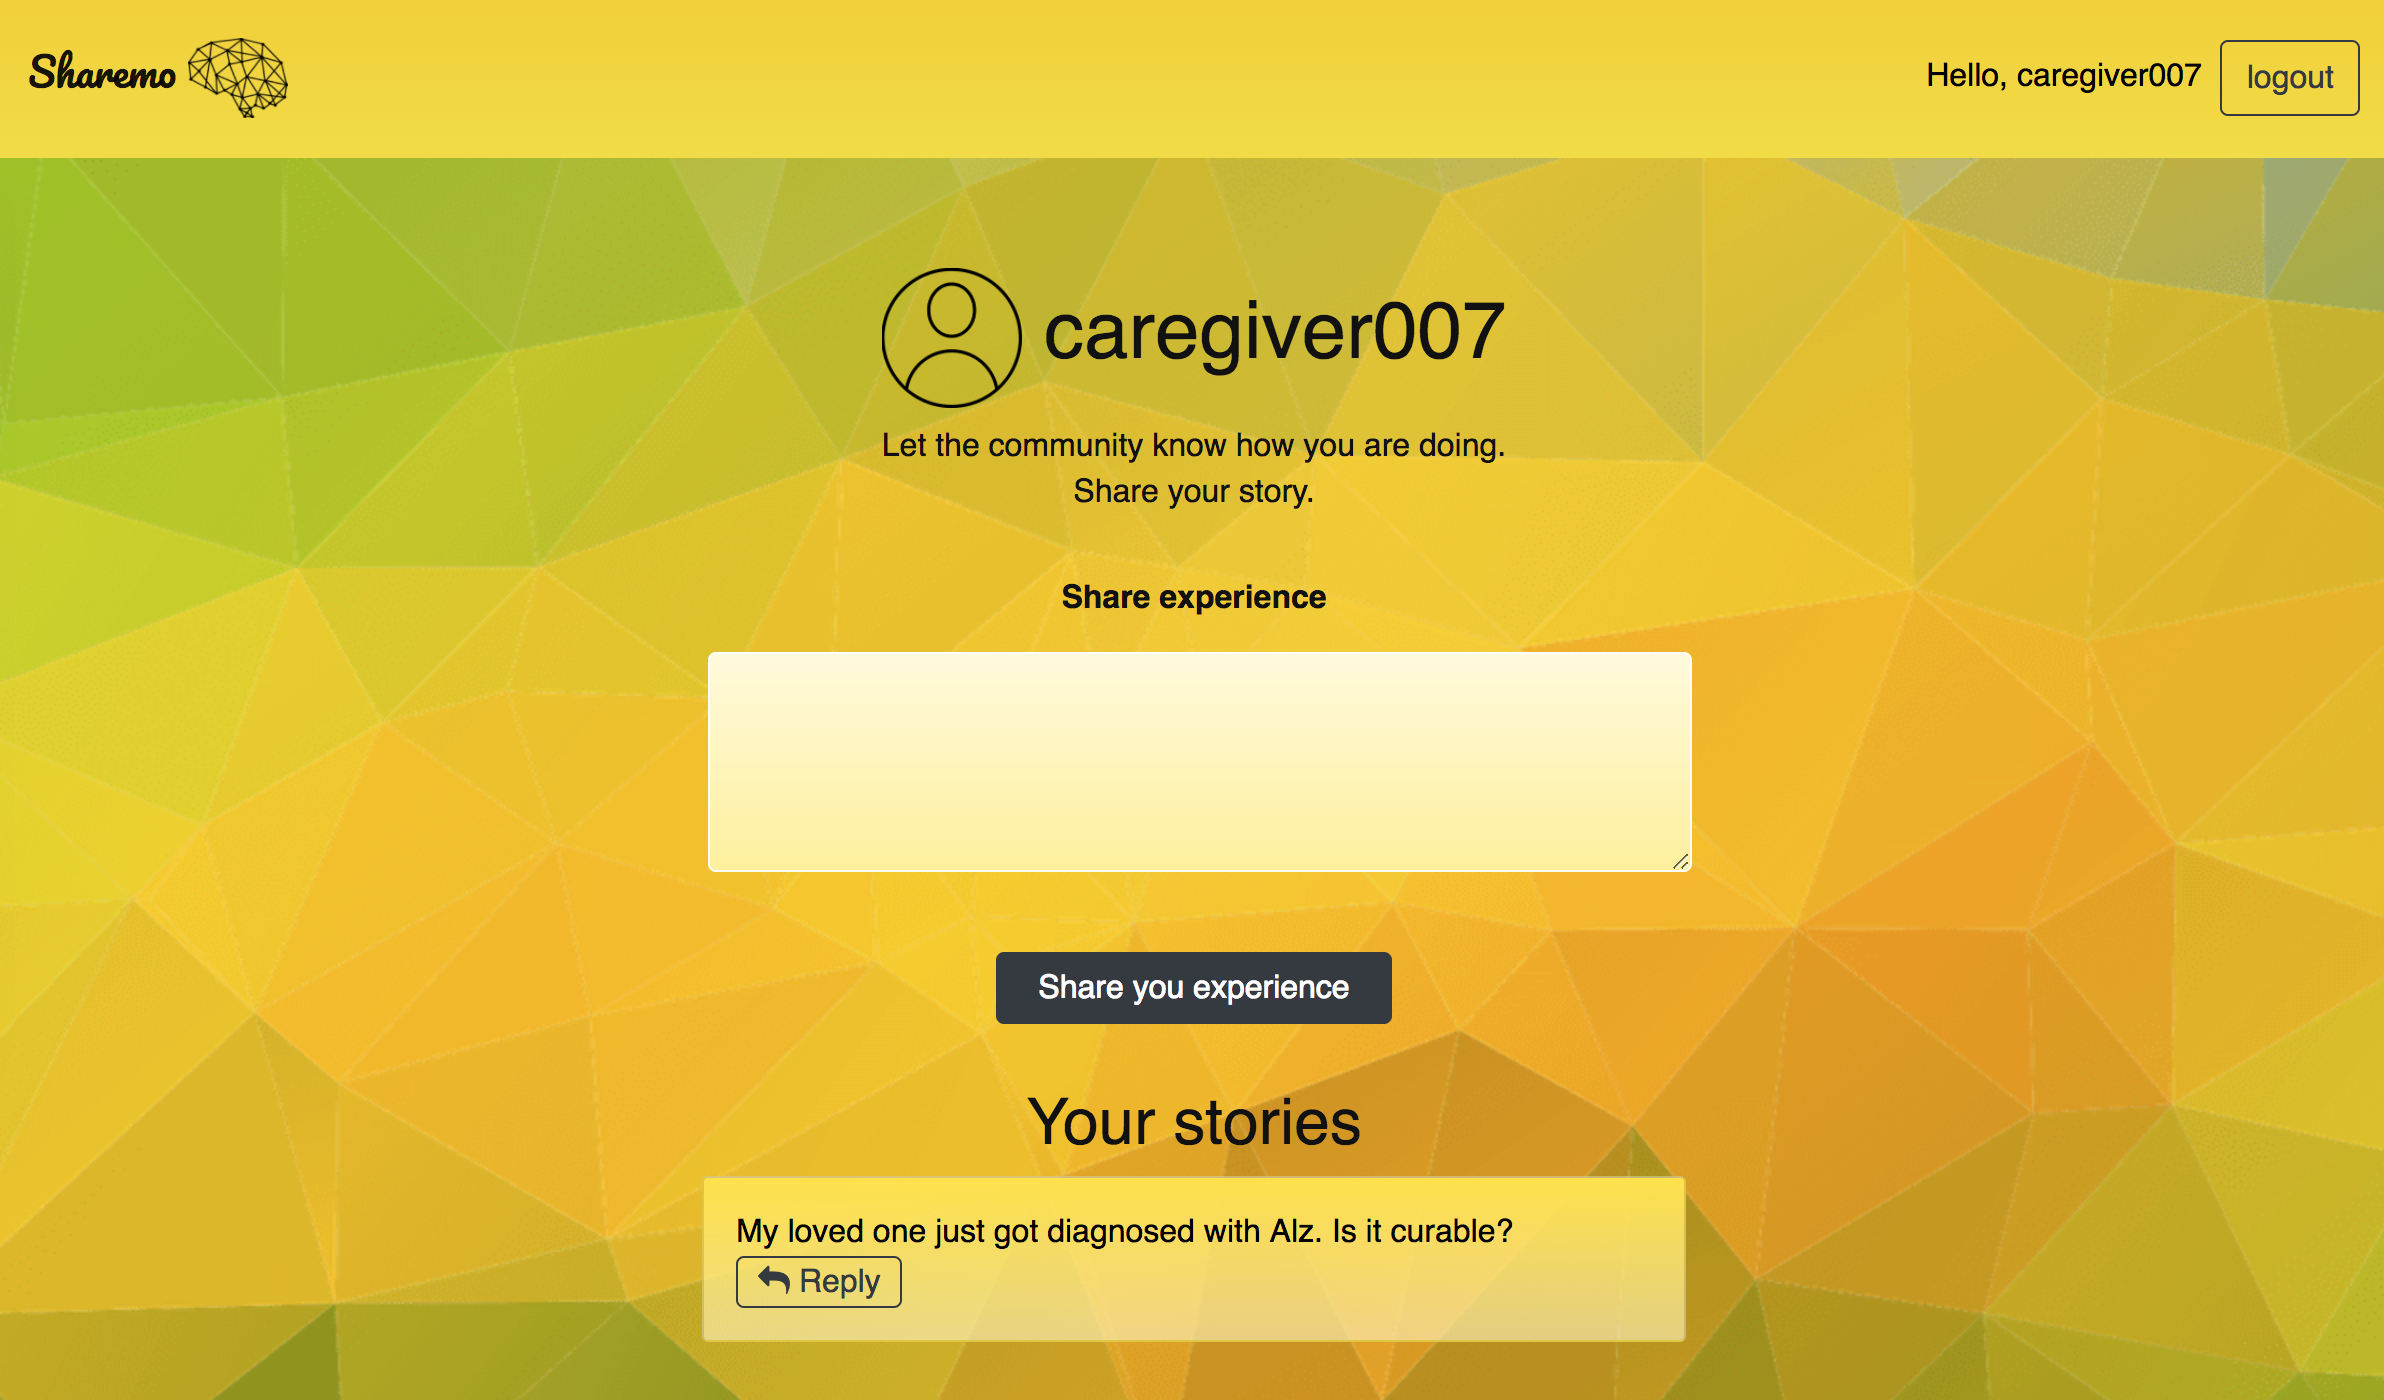 Sharemo
Hello, caregiver007
logout
caregiver007
Let the community know how you are doing.
Share your story.
Share experience
Share you experience
Your stories
My loved one just got diagnosed with Alz. Is it curable?
Reply